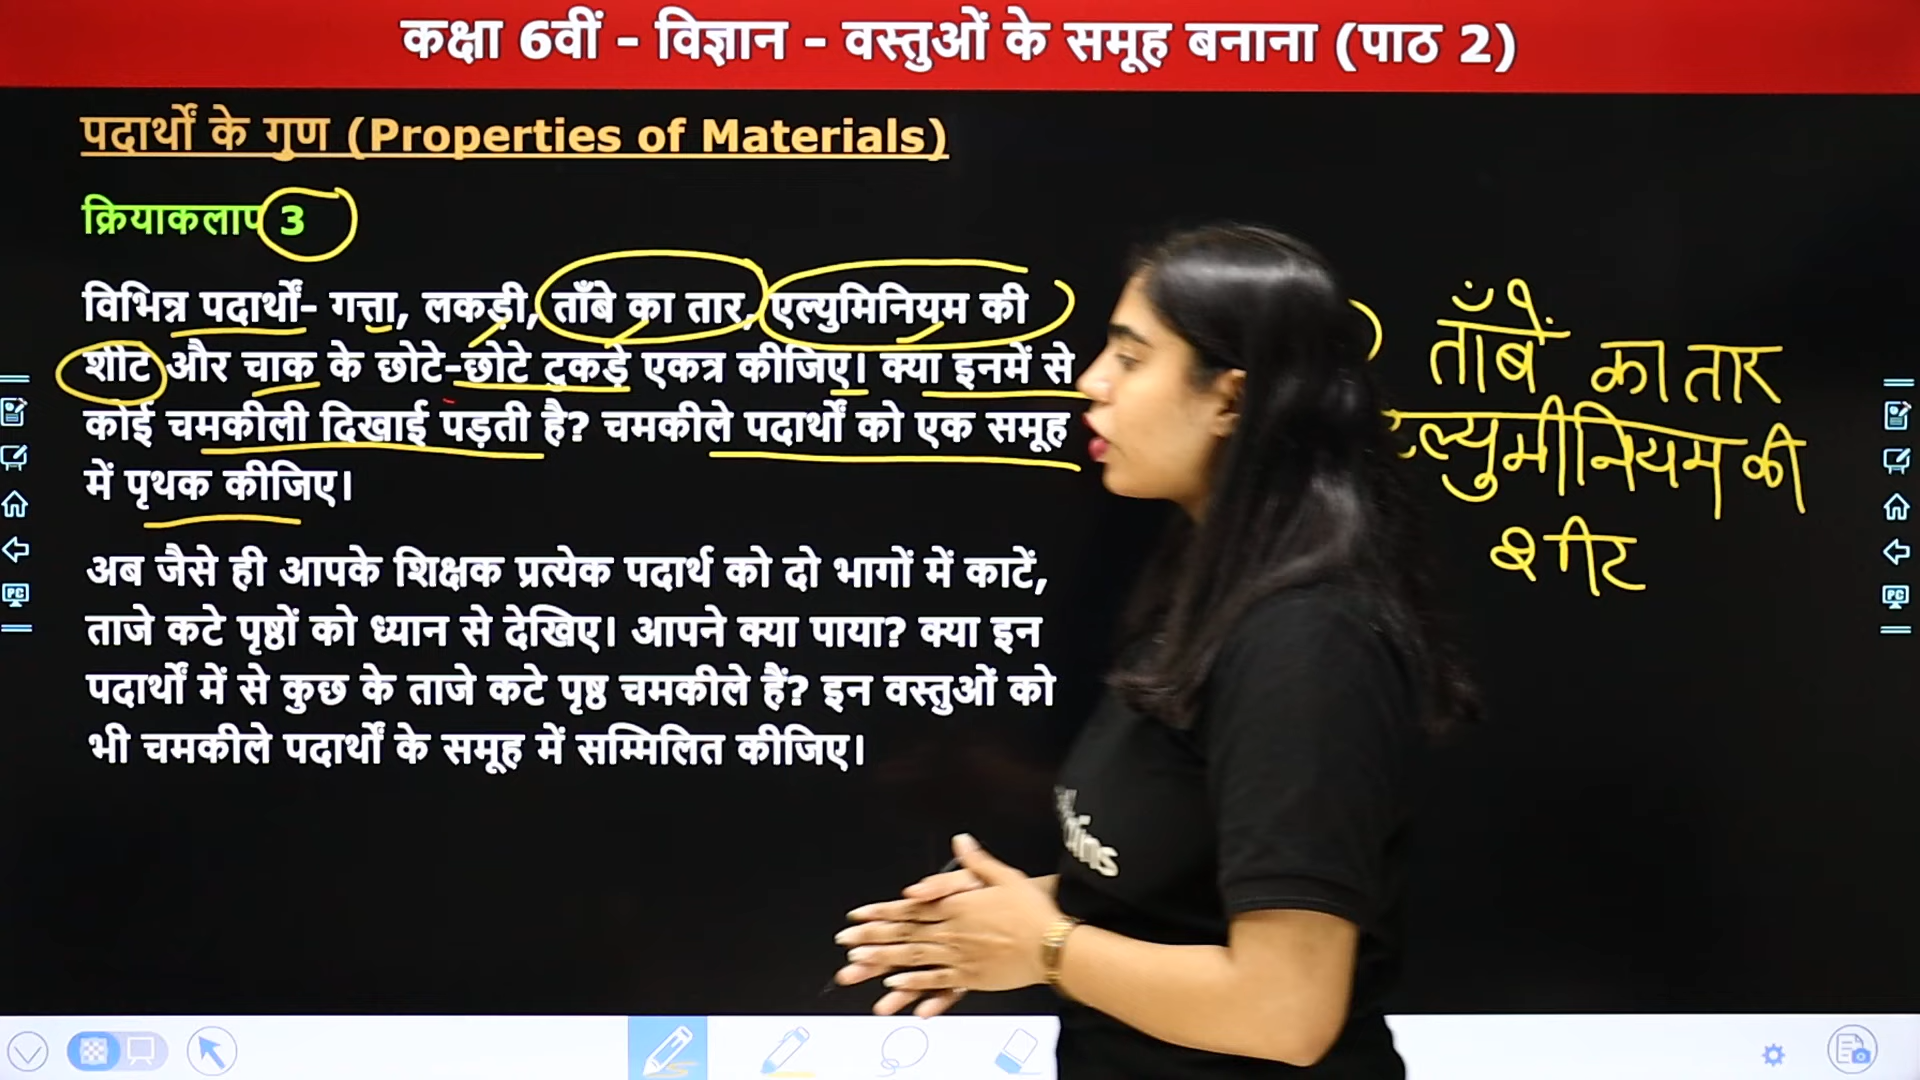 कक्षा 6वीं - विज्ञान - वस्तुओं के समूह बनाना (पाठ 2)
पदार्थों के गुण (Properties of Materials)
क्रियाकलाप 3
विभिन्न पदार्थों- गत्ता, लकड़ी, ताँबे का तार, एल्युमिनियम की
शीट और चाक के छोटे-छोटे टुकड़े एकत्र कीजिए। क्या इनमें से
कोई चमकीली दिखाई पड़ती है? चमकीले पदार्थों को एक समूह
में पृथक कीजिए।
अब जैसे ही आपके शिक्षक प्रत्येक पदार्थ को दो भागों में काटें,
ताजे कटे पृष्ठों को ध्यान से देखिए। आपने क्या पाया? क्या इन
पदार्थों में से कुछ के ताजे कटे पृष्ठ चमकीले हैं? इन वस्तुओं को
भी चमकीले पदार्थों के समूह में सम्मिलित कीजिए।
ताँबें का तार
की
शीट
PC
PC